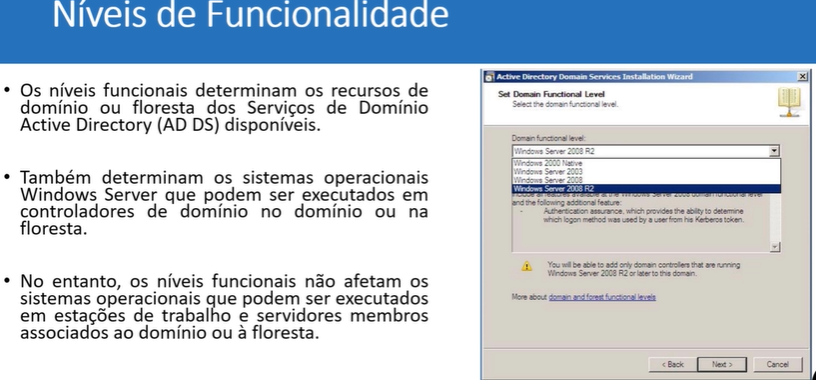 Níveis de Funcionalidade
• Os níveis funcionais determinam os recursos de
domínio ou floresta dos Serviços de Domínio
Active Directory (AD DS) disponíveis.
• Também determinam os sistemas operacionais
Windows Server que podem ser executados em
controladores de domínio no domínio ou na
floresta.
• No entanto, os níveis funcionais não afetam os
sistemas operacionais que podem ser executados
em estações de trabalho e servidores membros
associados ao domínio ou à floresta.
Active Directory Domain Services Installation Wizard
Set Domain Functional Level
Select the domain functional level.
Domain functional level:
Windows Server 2008 R2
Windows 2000 Native
Windows Server 2003
Windows Server 2008
Windows Server 2008 R2
and the following additional feature:
- Authentication assurance, which provides the ability to determine
which logon method was used by a user from his Kerberos token.
You will be able to add only domain controllers that are running
Windows Server 2008 R2 or later to this domain.
More about domain and forest functional levels
< Back
Next >
Cancel